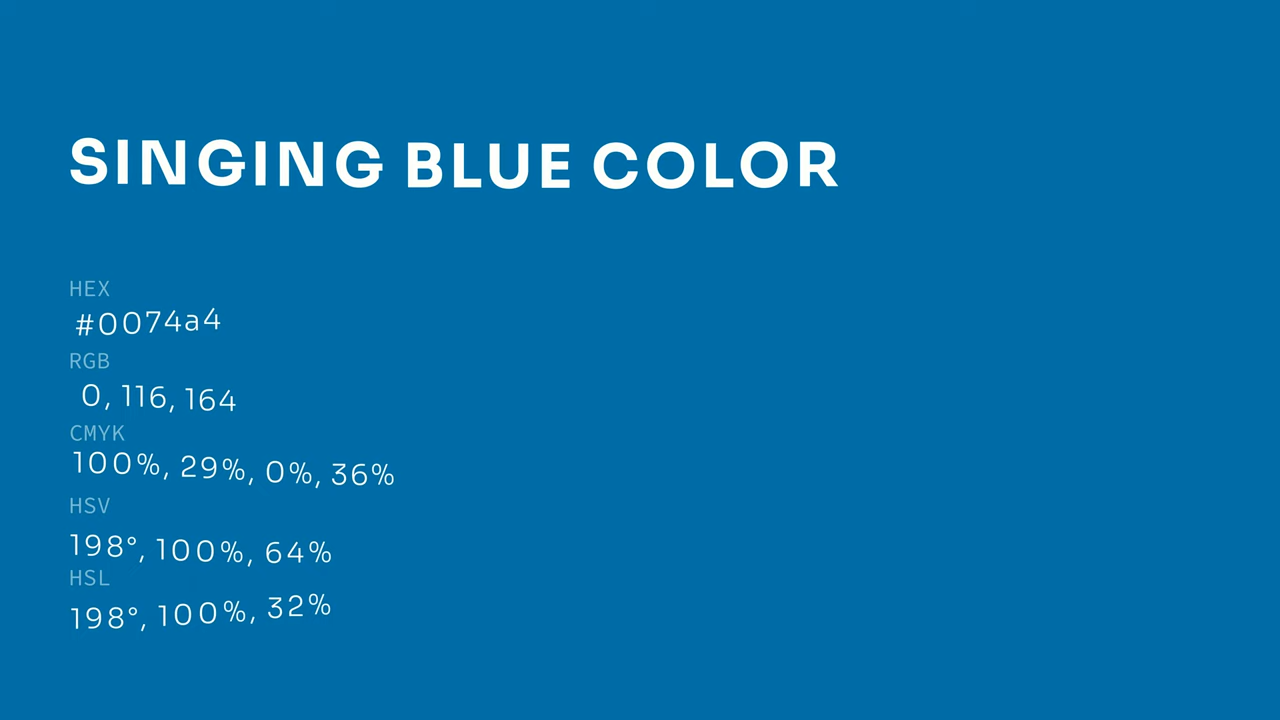 SINGING BLUE COLOR
HEX
#0074a4
RGB
0, 116, 164
CMYK
100%, 29%, 0%, 36%
HSV
198°, 100%, 64%
HSL
198°, 100%, 32%